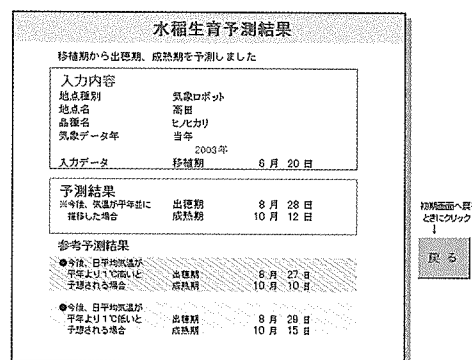 水稲生育予測結果
移植期から出穂期、成熟期を予測しました
入力内容
地点種別 気象ロボット
地点名 高田
品種名 ヒノヒカリ
気象データ年 当年
2003年
入力データ 移植期 6月 20日
予測結果
※今後、気温が平年並に 出穂期 8月 28日
推移した場合 成熟期 10月 12日
参考予測結果
●今後、日平均気温が
平年より1℃高いと 出穂期 8月 27日
予想される場合 成熟期 10月 10日
●今後、日平均気温が
平年より1℃低いと 出穂期 8月 29日
予想される場合 成熟期 10月 15日
初期画面へ戻る
ときにクリック
↓
戻る